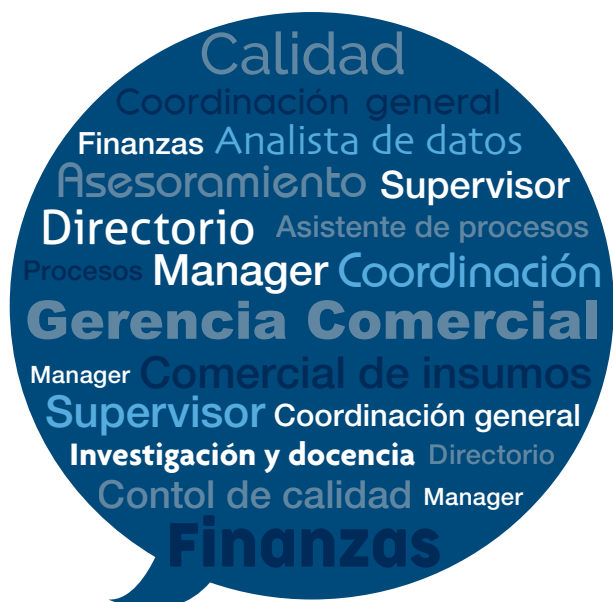 Calidad
Coordinación general
Finanzas Analista de datos
Asesoramiento Supervisor
Directorio Asistente de procesos
Procesos Manager Coordinación
Gerencia Comercial
Manager Comercial de insumos
Supervisor Coordinación general
Investigación y docencia Directorio
Contol de calidad Manager
Finanzas